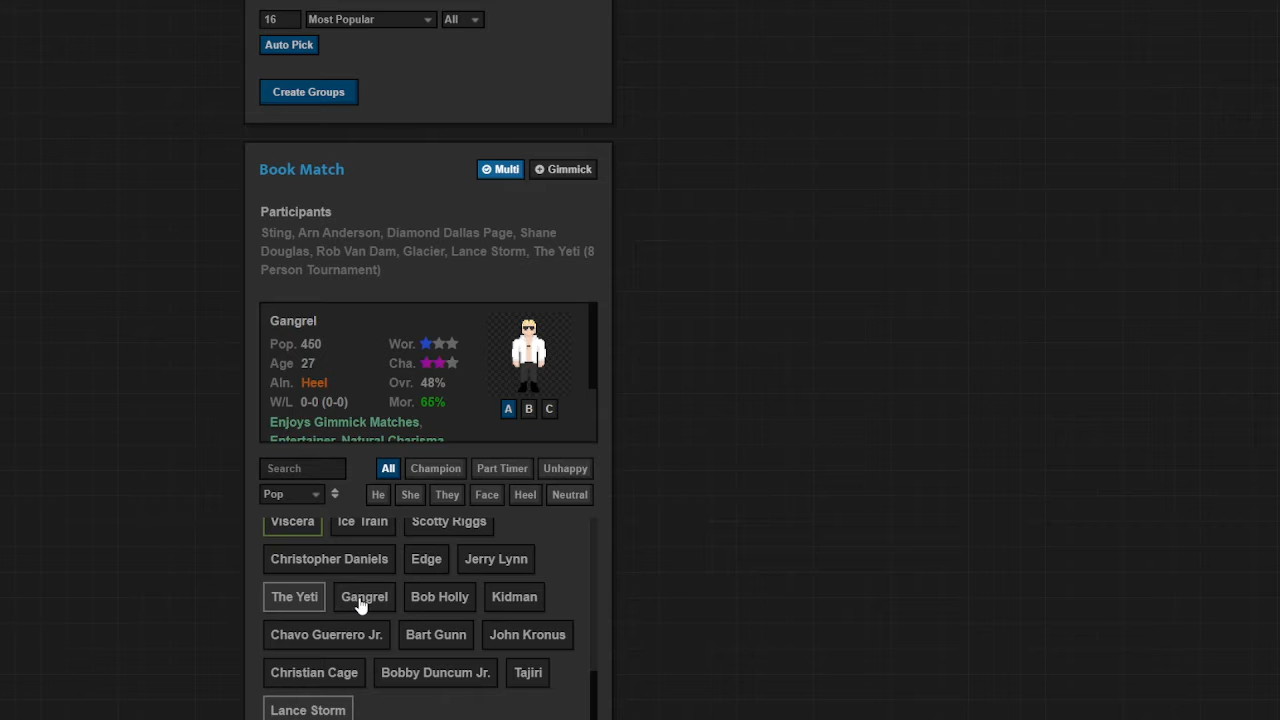 16 Most Popular All
Auto Pick
Create Groups
Book Match Multi Gimmick
Participants
Sting, Arn Anderson, Diamond Dallas Page, Shane
Douglas, Rob Van Dam, Glacier, Lance Storm, The Yeti (8
Person Tournament)
Gangrel
Pop. 450 Wor.
Age 27 Cha.
Aln. Heel Ovr. 48%
W/L 0-0 (0-0) Mor. 65% A B C
Enjoys Gimmick Matches,
Entertainer, Natural Charisma
Search All Champion Part Timer Unhappy
Pop He She They Face Heel Neutral
Viscera Ice Train Scotty Riggs
Christopher Daniels Edge Jerry Lynn
The Yeti Gangrel Bob Holly Kidman
Chavo Guerrero Jr. Bart Gunn John Kronus
Christian Cage Bobby Duncum Jr. Tajiri
Lance Storm